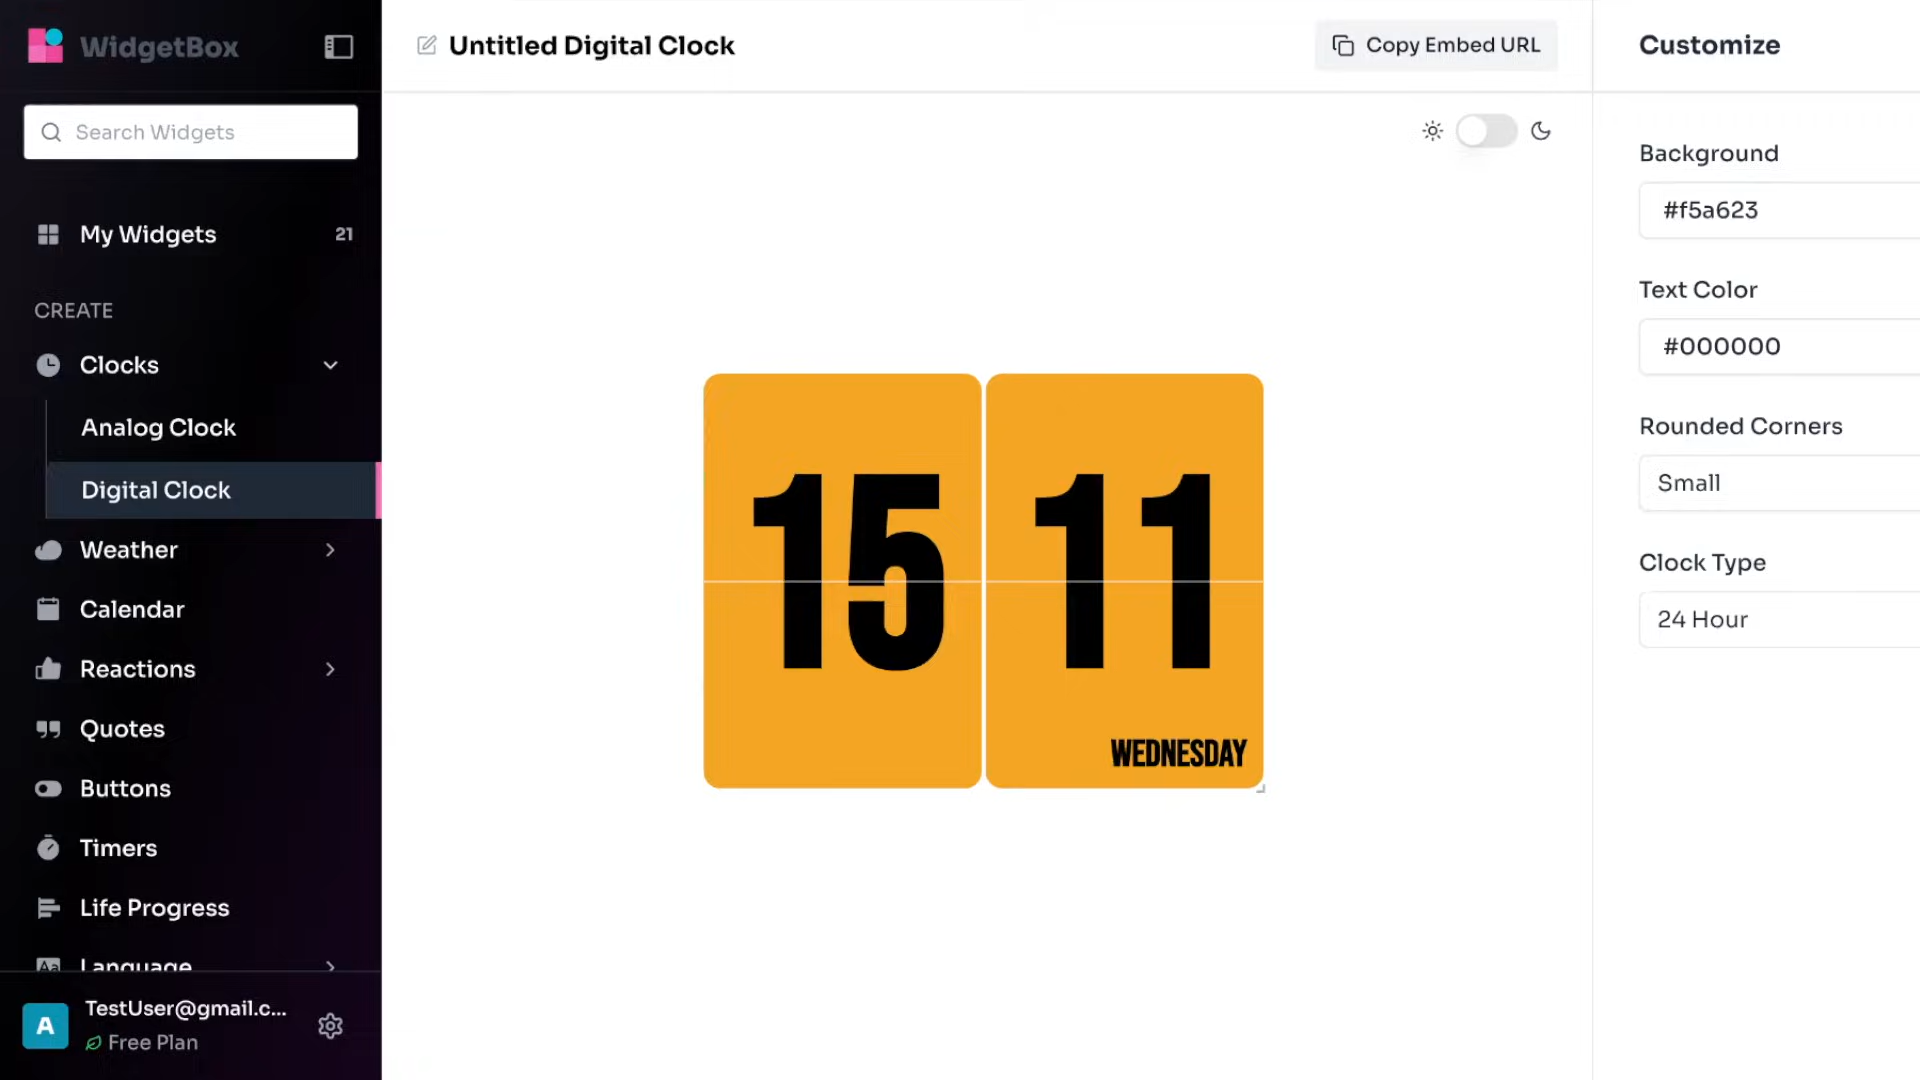 WidgetBox
Search Widgets
My Widgets 21
CREATE
Clocks
Analog Clock
Digital Clock
Weather
Calendar
Reactions
Quotes
Buttons
Timers
Life Progress
Aa Language
A
TestUser@gmail.c...
Free Plan
Untitled Digital Clock
Copy Embed URL
15 11
WEDNESDAY
Customize
Background
#f5a623
Text Color
#000000
Rounded Corners
Small
Clock Type
24 Hour